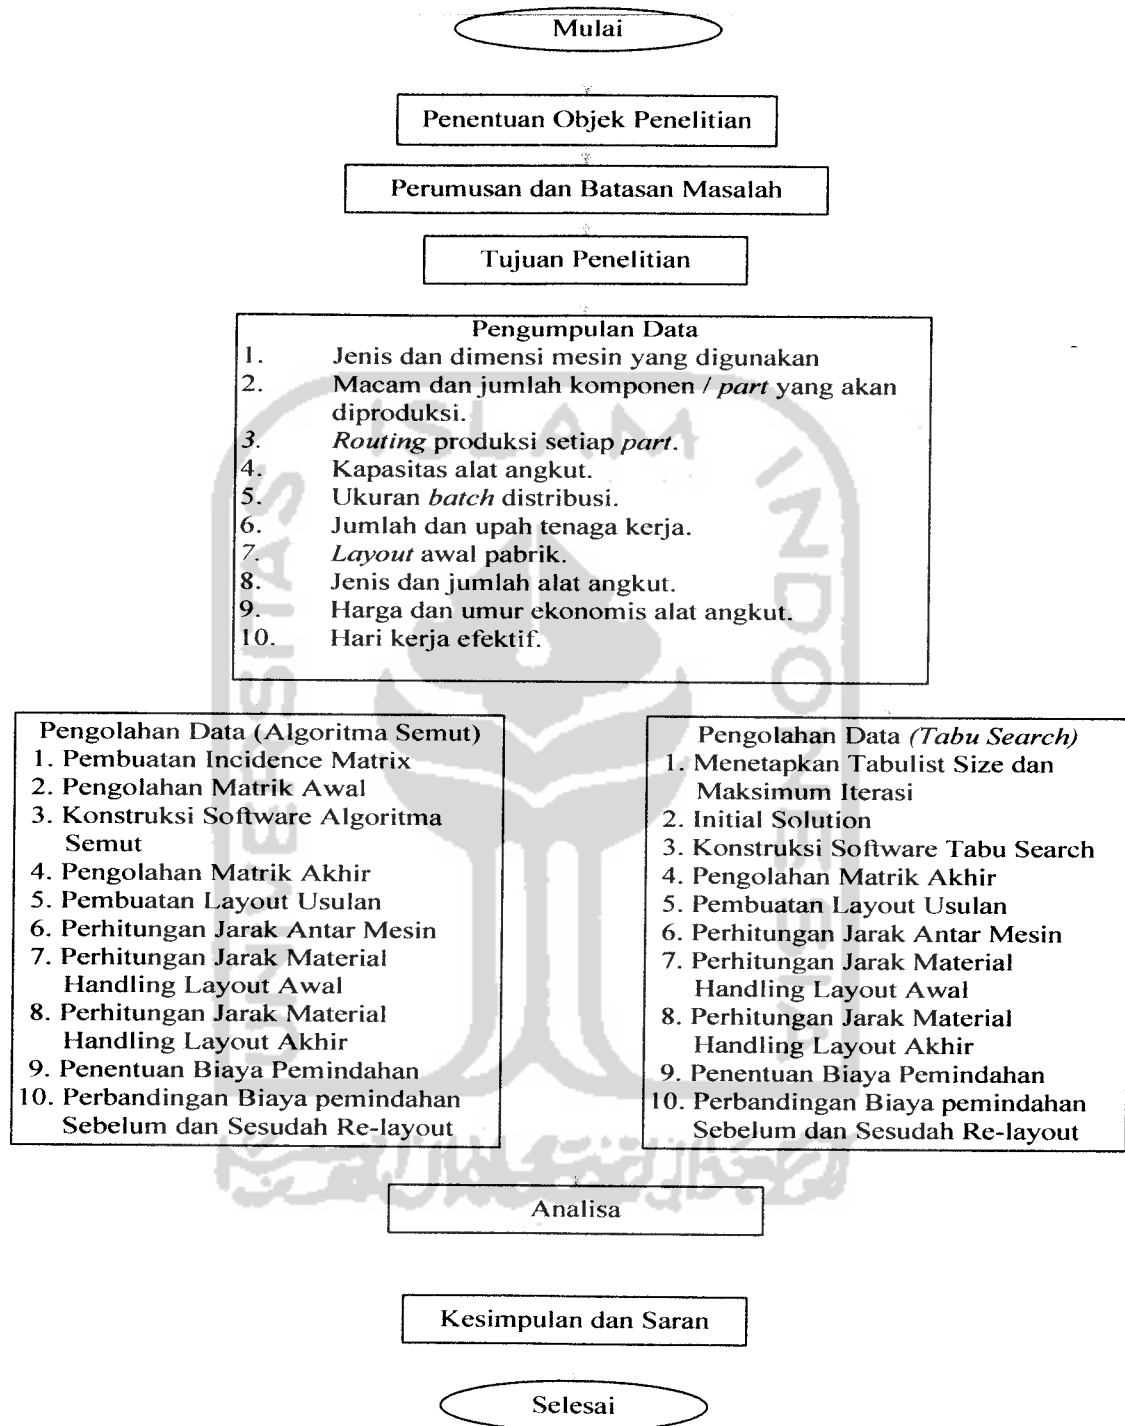 Mulai
Penentuan Objek Penelitian
Perumusan dan Batasan Masalah
Tujuan Penelitian
Pengumpulan Data
1. Jenis dan dimensi mesin yang digunakan
2. Macam dan jumlah komponen / part yang akan
diproduksi.
3. Routing produksi setiap part.
4. Kapasitas alat angkut.
5. Ukuran batch distribusi.
6. Jumlah dan upah tenaga kerja.
7. Layout awal pabrik.
8. Jenis dan jumlah alat angkut.
9. Harga dan umur ekonomis alat angkut.
10. Hari kerja efektif.
Pengolahan Data (Algoritma Semut)
1. Pembuatan Incidence Matrix
2. Pengolahan Matrik Awal
3. Konstruksi Software Algoritma
Semut
4. Pengolahan Matrik Akhir
5. Pembuatan Layout Usulan
6. Perhitungan Jarak Antar Mesin
7. Perhitungan Jarak Material
Handling Layout Awal
8. Perhitungan Jarak Material
Handling Layout Akhir
9. Penentuan Biaya Pemindahan
10. Perbandingan Biaya pemindahan
Sebelum dan Sesudah Re-layout
Pengolahan Data (Tabu Search)
1. Menetapkan Tabulist Size dan
Maksimum Iterasi
2. Initial Solution
3. Konstruksi Software Tabu Search
4. Pengolahan Matrik Akhir
5. Pembuatan Layout Usulan
6. Perhitungan Jarak Antar Mesin
7. Perhitungan Jarak Material
Handling Layout Awal
8. Perhitungan Jarak Material
Handling Layout Akhir
9. Penentuan Biaya Pemindahan
10. Perbandingan Biaya pemindahan
Sebelum dan Sesudah Re-layout
Analisa
Kesimpulan dan Saran
Selesai
UNIVERSITAS
ISLAM
INDONESIA